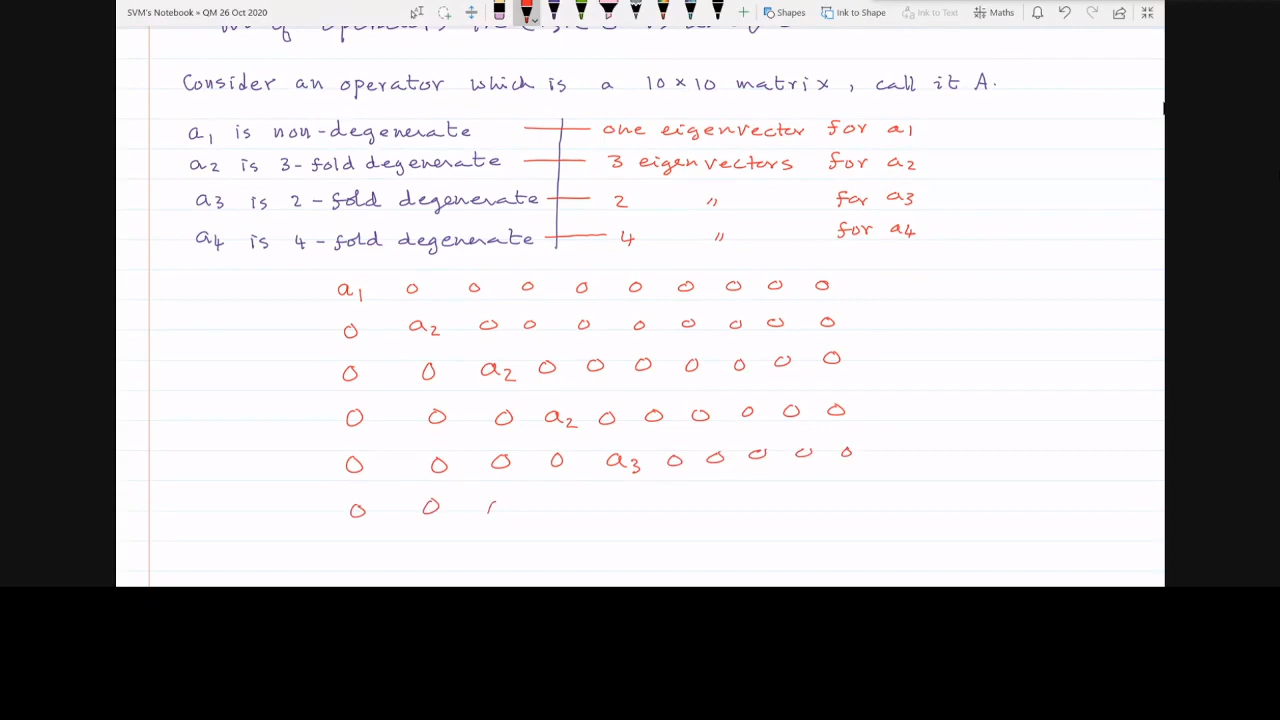 SVM's Notebook » QM 26 Oct 2020
Shapes Ink to Shape Ink to Text Maths
Consider an operator which is a 10 × 10 matrix, call it A.
a1 is non-degenerate one eigenvector for a1
a2 is 3-fold degenerate 3 eigenvectors for a2
a3 is 2-fold degenerate 2 " for a3
a4 is 4-fold degenerate 4 " for a4
a1 0 0 0 0 0 0 0 0 0
0 a2 0 0 0 0 0 0 0 0
0 0 a2 0 0 0 0 0 0 0
0 0 0 a2 0 0 0 0 0 0
0 0 0 0 a3 0 0 0 0 0
0 0